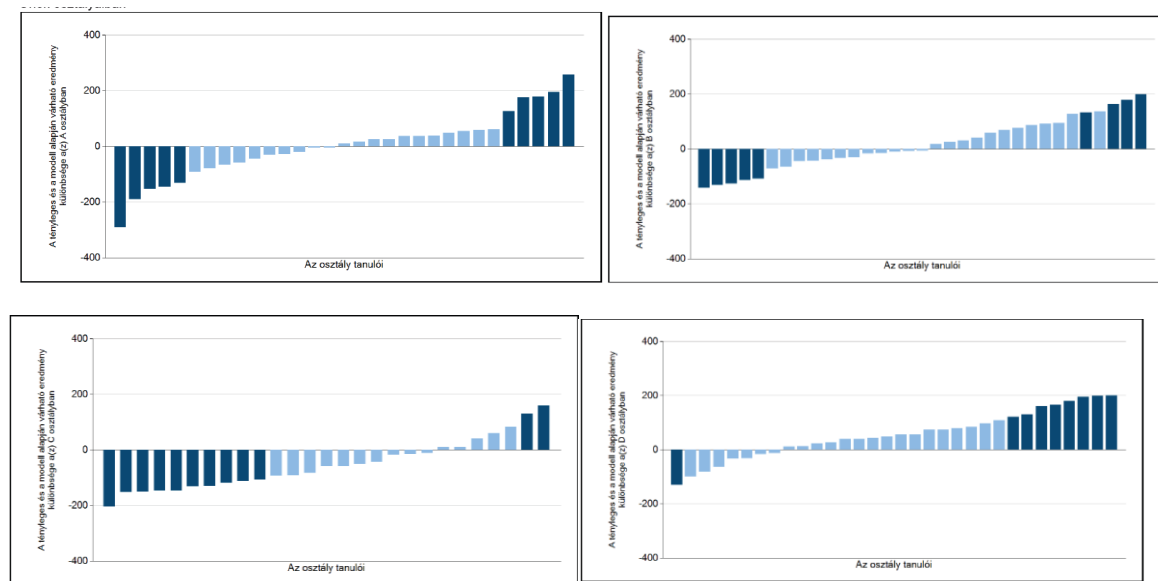 400
200
0
-200
-400
A tényleges és a modell alapján várható eredmény
különbsége a(z) A osztályban
Az osztály tanulói
400
200
0
-200
-400
A tényleges és a modell alapján várható eredmény
különbsége a(z) B osztályban
Az osztály tanulói
400
200
0
-200
-400
A tényleges és a modell alapján várható eredmény
különbsége a(z) C osztályban
Az osztály tanulói
400
200
0
-200
-400
A tényleges és a modell alapján várható eredmény
különbsége a(z) D osztályban
Az osztály tanulói